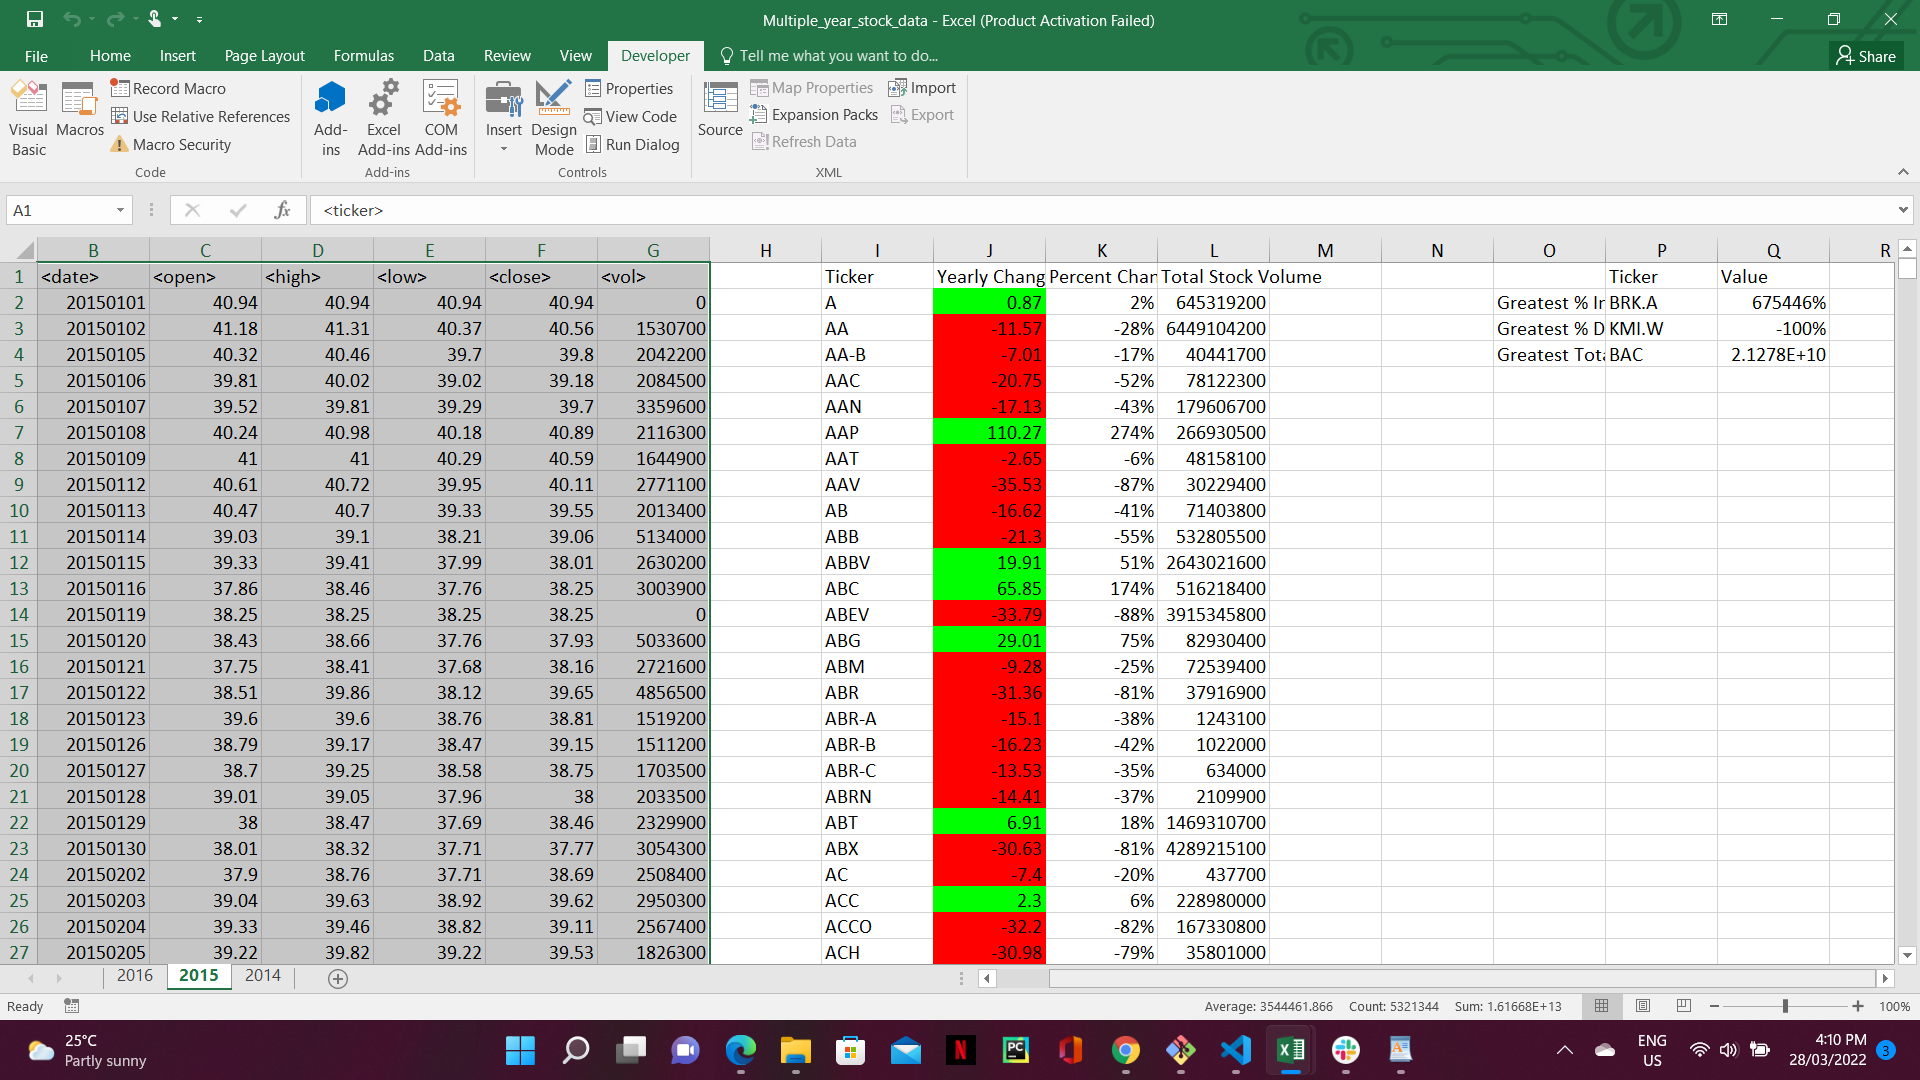 Multiple_year_stock_data - Excel (Product Activation Failed)
File Home Insert Page Layout Formulas Data Review View Developer Tell me what you want to do... Share
Visual Basic
Macros
Record Macro
Use Relative References
Macro Security
Code
Add-ins
Excel Add-ins
COM Add-ins
Add-ins
Insert
Design Mode
Properties
View Code
Run Dialog
Controls
Source
Map Properties
Expansion Packs
Refresh Data
Import
Export
XML
A1 fx <ticker>
B C D E F G H I J K L M N O P Q R
1 <date> <open> <high> <low> <close> <vol> Ticker Yearly Chang Percent Chan Total Stock Volume Ticker Value
2 20150101 40.94 40.94 40.94 40.94 0 A 0.87 2% 645319200 Greatest % In BRK.A 675446%
3 20150102 41.18 41.31 40.37 40.56 1530700 AA -11.57 -28% 6449104200 Greatest % D KMI.W -100%
4 20150105 40.32 40.46 39.7 39.8 2042200 AA-B -7.01 -17% 40441700 Greatest Tota BAC 2.1278E+10
5 20150106 39.81 40.02 39.02 39.18 2084500 AAC -20.75 -52% 78122300
6 20150107 39.52 39.81 39.29 39.7 3359600 AAN -17.13 -43% 179606700
7 20150108 40.24 40.98 40.18 40.89 2116300 AAP 110.27 274% 266930500
8 20150109 41 41 40.29 40.59 1644900 AAT -2.65 -6% 48158100
9 20150112 40.61 40.72 39.95 40.11 2771100 AAV -35.53 -87% 30229400
10 20150113 40.47 40.7 39.33 39.55 2013400 AB -16.62 -41% 71403800
11 20150114 39.03 39.1 38.21 39.06 5134000 ABB -21.3 -55% 532805500
12 20150115 39.33 39.41 37.99 38.01 2630200 ABBV 19.91 51% 2643021600
13 20150116 37.86 38.46 37.76 38.25 3003900 ABC 65.85 174% 516218400
14 20150119 38.25 38.25 38.25 38.25 0 ABEV -33.79 -88% 3915345800
15 20150120 38.43 38.66 37.76 37.93 5033600 ABG 29.01 75% 82930400
16 20150121 37.75 38.41 37.68 38.16 2721600 ABM -9.28 -25% 72539400
17 20150122 38.51 39.86 38.12 39.65 4856500 ABR -31.36 -81% 37916900
18 20150123 39.6 39.6 38.76 38.81 1519200 ABR-A -15.1 -38% 1243100
19 20150126 38.79 39.17 38.47 39.15 1511200 ABR-B -16.23 -42% 1022000
20 20150127 38.7 39.25 38.58 38.75 1703500 ABR-C -13.53 -35% 634000
21 20150128 39.01 39.05 37.96 38 2033500 ABRN -14.41 -37% 2109900
22 20150129 38 38.47 37.69 38.46 2329900 ABT 6.91 18% 1469310700
23 20150130 38.01 38.32 37.71 37.77 3054300 ABX -30.63 -81% 4289215100
24 20150202 37.9 38.76 37.71 38.69 2508400 AC -7.4 -20% 437700
25 20150203 39.04 39.63 38.92 39.62 2950300 ACC 2.3 6% 228980000
26 20150204 39.33 39.46 38.82 39.11 2567400 ACCO -32.2 -82% 167330800
27 20150205 39.22 39.82 39.22 39.53 1826300 ACH -30.98 -79% 35801000
2016 2015 2014
Ready Average: 3544461.866 Count: 5321344 Sum: 1.61668E+13 100%
25°C
Partly sunny
N
PC
ENG
US
4:10 PM
28/03/2022
3